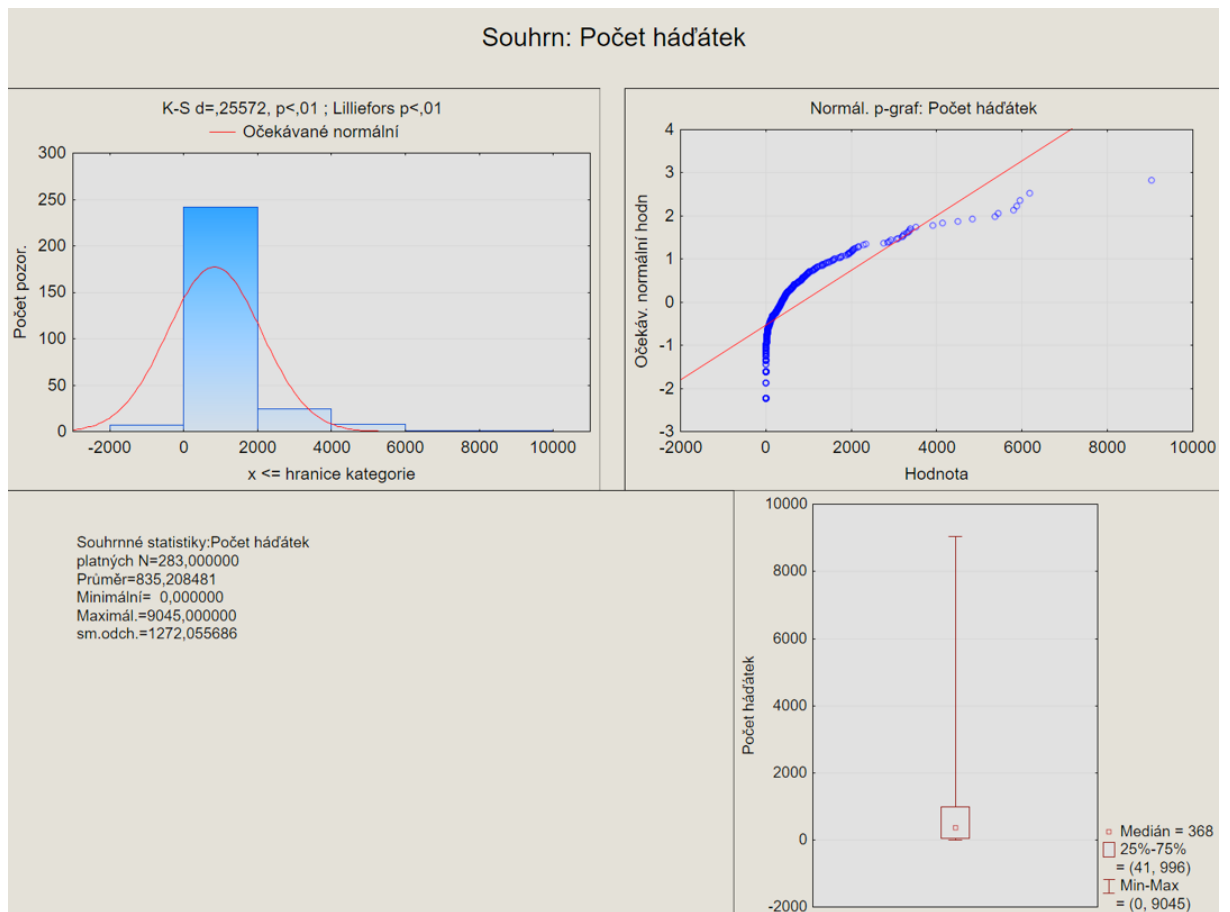 Souhrn: Počet háďátek
K-S d=,25572, p<,01 ; Lilliefors p<,01
Očekávané normální
300
250
200
150
100
50
0
Počet pozor.
-2000 0 2000 4000 6000 8000 10000
x <= hranice kategorie
Normál. p-graf: Počet háďátek
4
3
2
1
0
-1
-2
-3
Očekáv. normální hodn
-2000 0 2000 4000 6000 8000 10000
Hodnota
Souhrnné statistiky:Počet háďátek
platných N=283,000000
Průměr=835,208481
Minimální= 0,000000
Maximál.=9045,000000
sm.odch.=1272,055686
10000
8000
6000
4000
2000
0
-2000
Počet háďátek
Medián = 368
25%-75%
= (41, 996)
Min-Max
= (0, 9045)